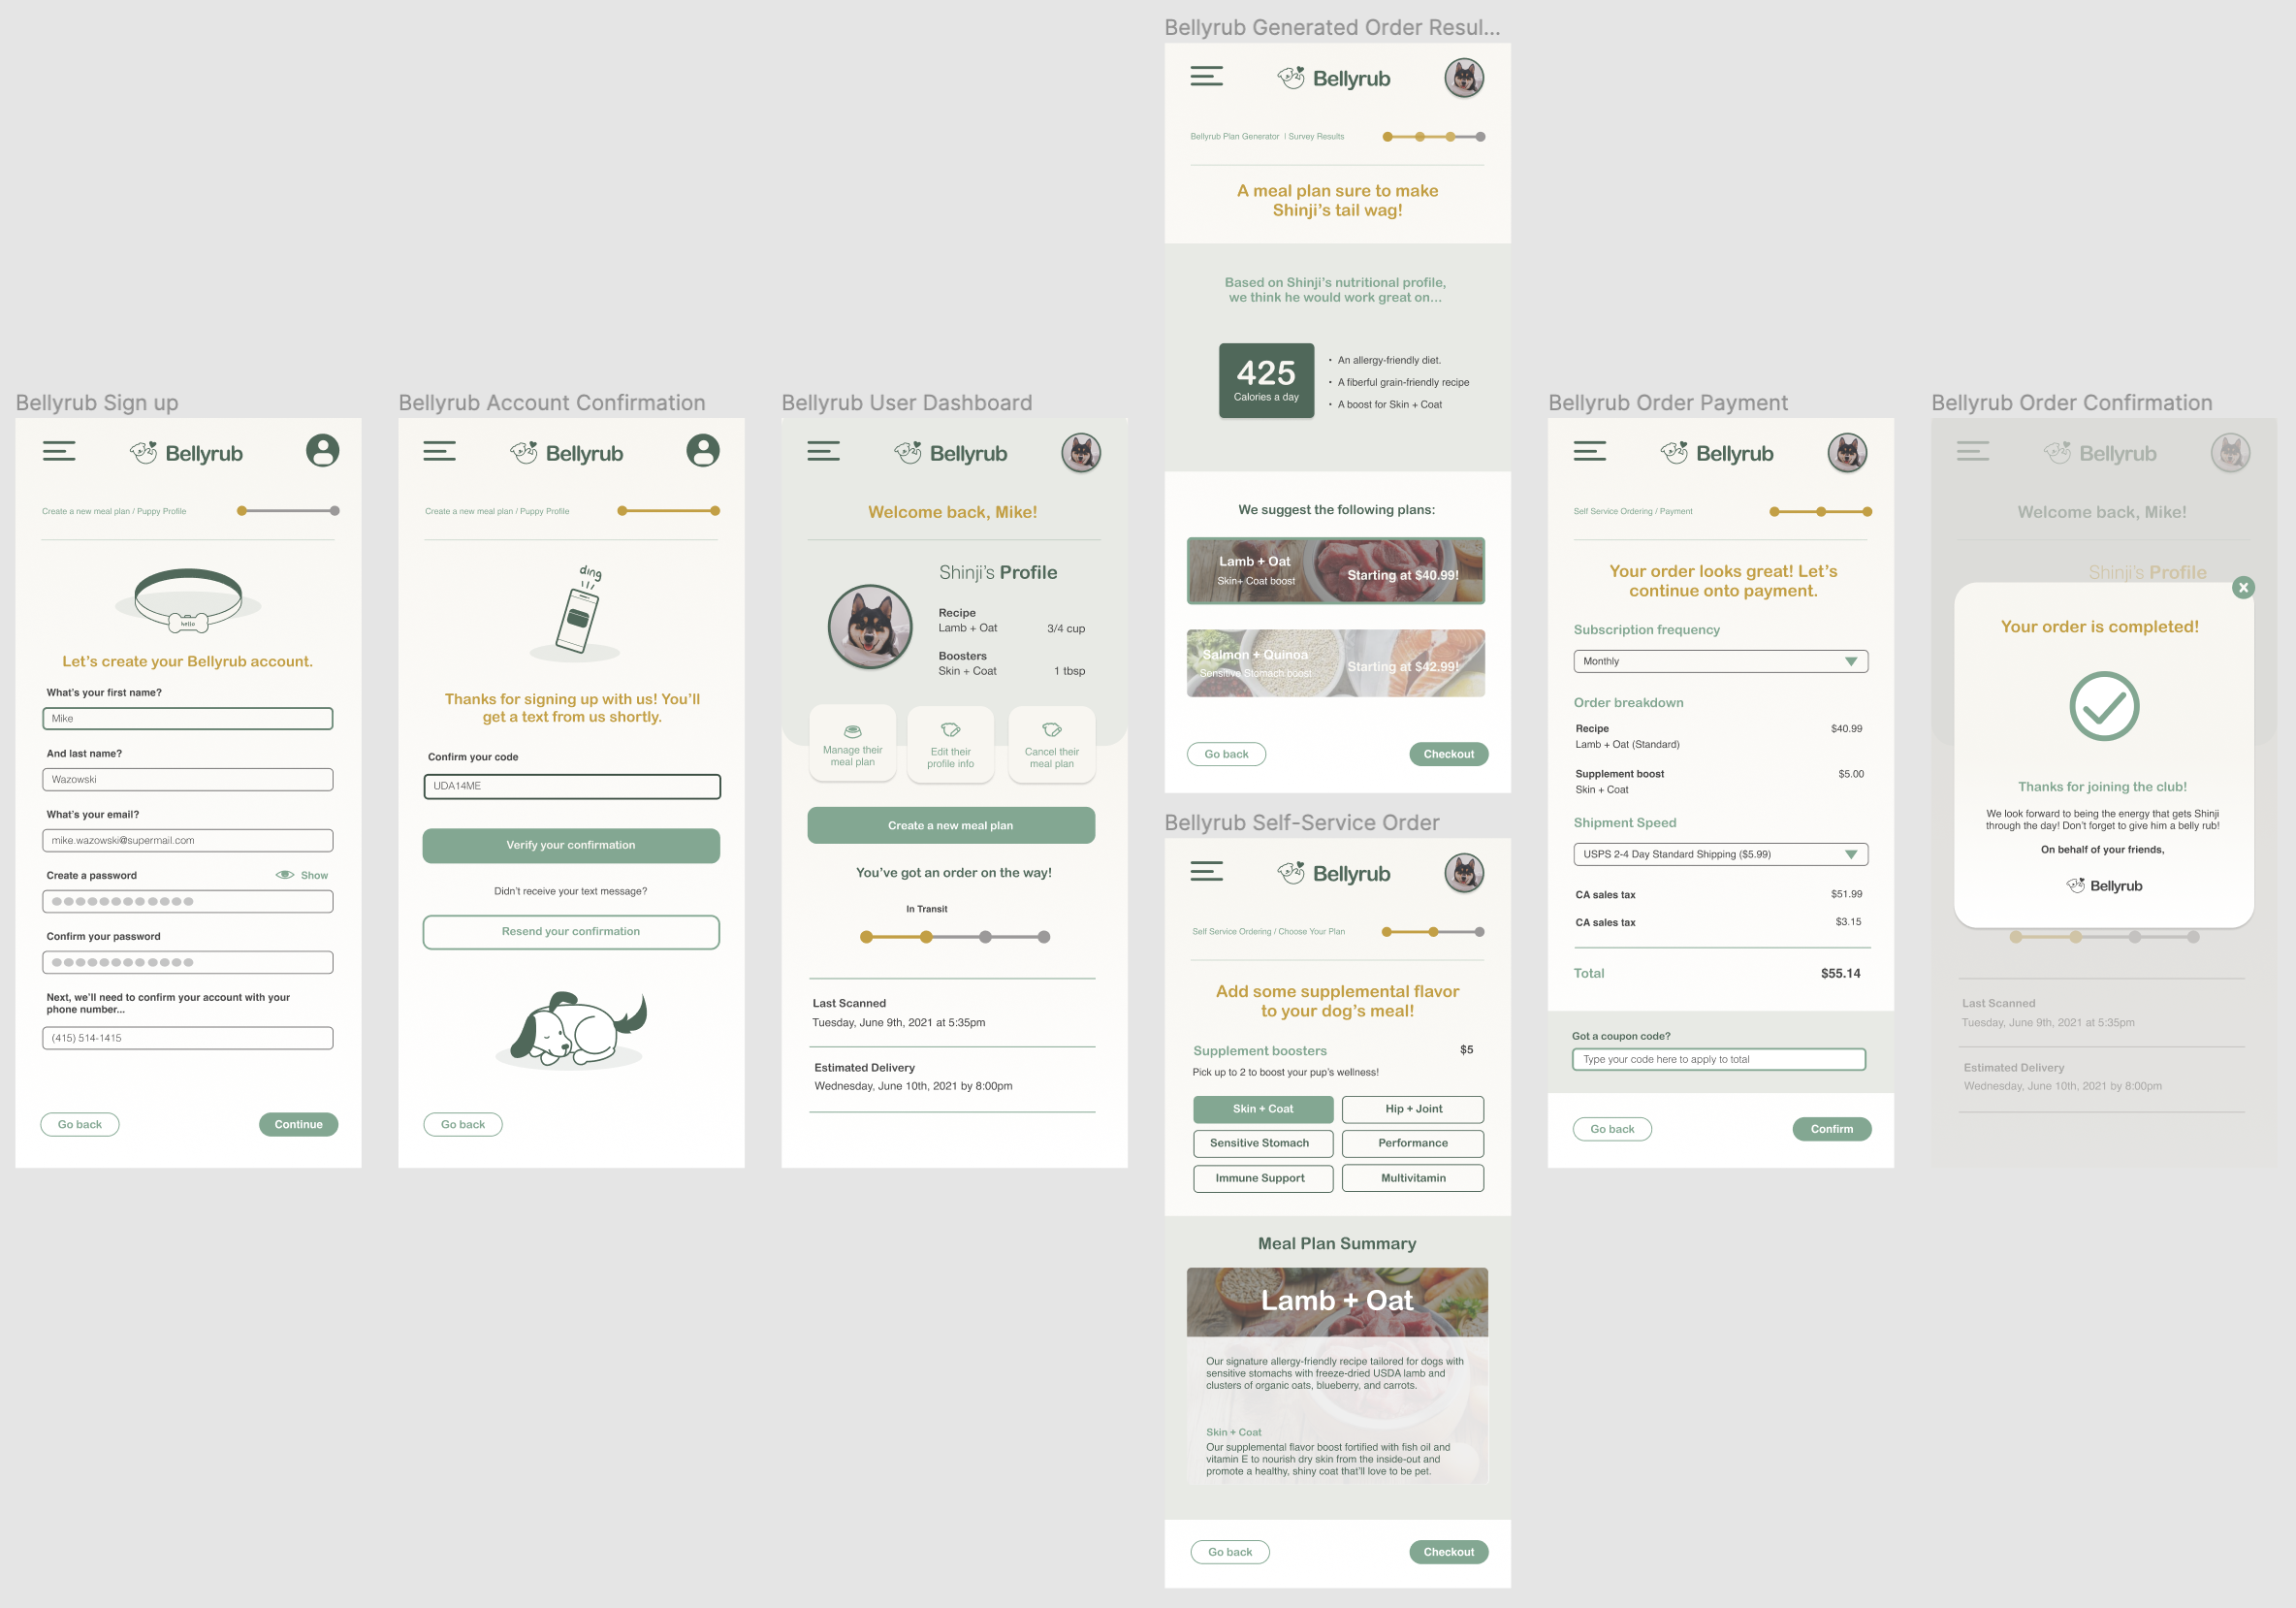 Bellyrub Sign up
Bellyrub
Create a new meal plan / Puppy Profile
hello
Let's create your Bellyrub account.
What's your first name?
Mike
And last name?
Wazowski
What's your email?
mike.wazowski@supermail.com
Create a password
Show
Confirm your password
Next, we'll need to confirm your account with your
phone number...
(415) 514-1415
Go back
Continue
Bellyrub Account Confirmation
Bellyrub
Create a new meal plan / Puppy Profile
ding
Thanks for signing up with us! You'll
get a text from us shortly.
Confirm your code
UDA14ME
Verify your confirmation
Didn't receive your text message?
Resend your confirmation
Go back
Bellyrub User Dashboard
Bellyrub
Welcome back, Mike!
Shinji's Profile
Recipe
Lamb + Oat 3/4 cup
Boosters
Skin + Coat 1 tbsp
Manage their
meal plan
Edit their
profile info
Cancel their
meal plan
Create a new meal plan
You've got an order on the way!
In Transit
Last Scanned
Tuesday, June 9th, 2021 at 5:35pm
Estimated Delivery
Wednesday, June 10th, 2021 by 8:00pm
Bellyrub Generated Order Resul...
Bellyrub
Bellyrub Plan Generator | Survey Results
A meal plan sure to make
Shinji's tail wag!
Based on Shinji's nutritional profile,
we think he would work great on...
425
Calories a day
• An allergy-friendly diet.
• A fiberful grain-friendly recipe
• A boost for Skin + Coat
We suggest the following plans:
Lamb + Oat
Skin+ Coat boost
Starting at $40.99!
Salmon + Quinoa
Sensitive Stomach boost
Starting at $42.99!
Go back
Checkout
Bellyrub Self-Service Order
Bellyrub
Self Service Ordering / Choose Your Plan
Add some supplemental flavor
to your dog's meal!
Supplement boosters $5
Pick up to 2 to boost your pup's wellness!
Skin + Coat
Hip + Joint
Sensitive Stomach
Performance
Immune Support
Multivitamin
Meal Plan Summary
Lamb + Oat
Our signature allergy-friendly recipe tailored for dogs with
sensitive stomachs with freeze-dried USDA lamb and
clusters of organic oats, blueberry, and carrots.
Skin + Coat
Our supplemental flavor boost fortified with fish oil and
vitamin E to nourish dry skin from the inside-out and
promote a healthy, shiny coat that'll love to be pet.
Go back
Checkout
Bellyrub Order Payment
Bellyrub
Self Service Ordering / Payment
Your order looks great! Let's
continue onto payment.
Subscription frequency
Monthly
Order breakdown
Recipe $40.99
Lamb + Oat (Standard)
Supplement boost $5.00
Skin + Coat
Shipment Speed
USPS 2-4 Day Standard Shipping ($5.99)
CA sales tax $51.99
CA sales tax $3.15
Total $55.14
Got a coupon code?
Type your code here to apply to total
Go back
Confirm
Bellyrub Order Confirmation
Bellyrub
Welcome back, Mike!
Shinji's Profile
Your order is completed!
Thanks for joining the club!
We look forward to being the energy that gets Shinji
through the day! Don't forget to give him a belly rub!
On behalf of your friends,
Bellyrub
Last Scanned
Tuesday, June 9th, 2021 at 5:35pm
Estimated Delivery
Wednesday, June 10th, 2021 by 8:00pm